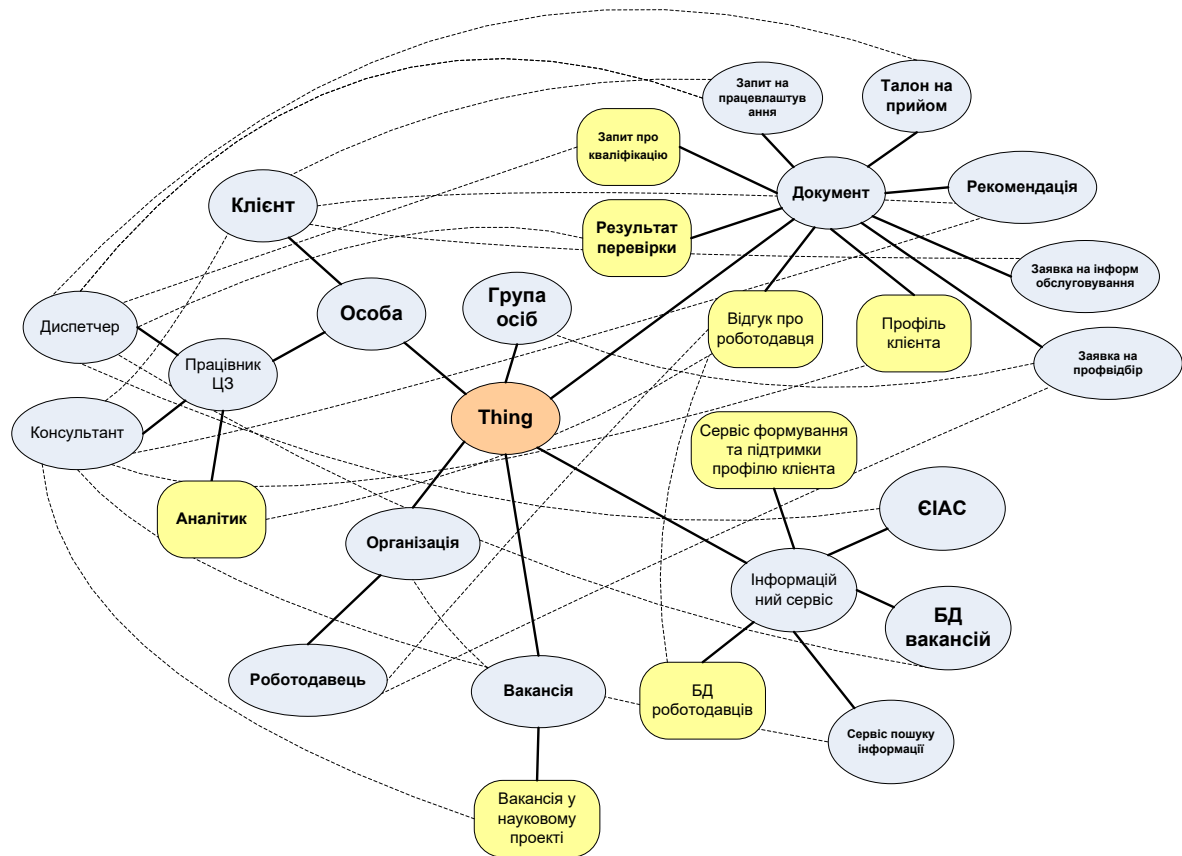 Запит на
працевлаштув
ання
Талон на
прийом
Запит про
кваліфікацію
Документ
Рекомендація
Клієнт
Результат
перевірки
Заявка на інформ
обслуговування
Група
осіб
Особа
Диспетчер
Відгук про
роботодавця
Профіль
клієнта
Заявка на
профвідбір
Працівник
ЦЗ
Thing
Консультант
Сервіс формування
та підтримки
профілю клієнта
Аналітик
ЄІАС
Організація
Інформацій
ний сервіс
БД
вакансій
Роботодавець
Вакансія
БД
роботодавців
Сервіс пошуку
інформації
Вакансія у
науковому
проекті